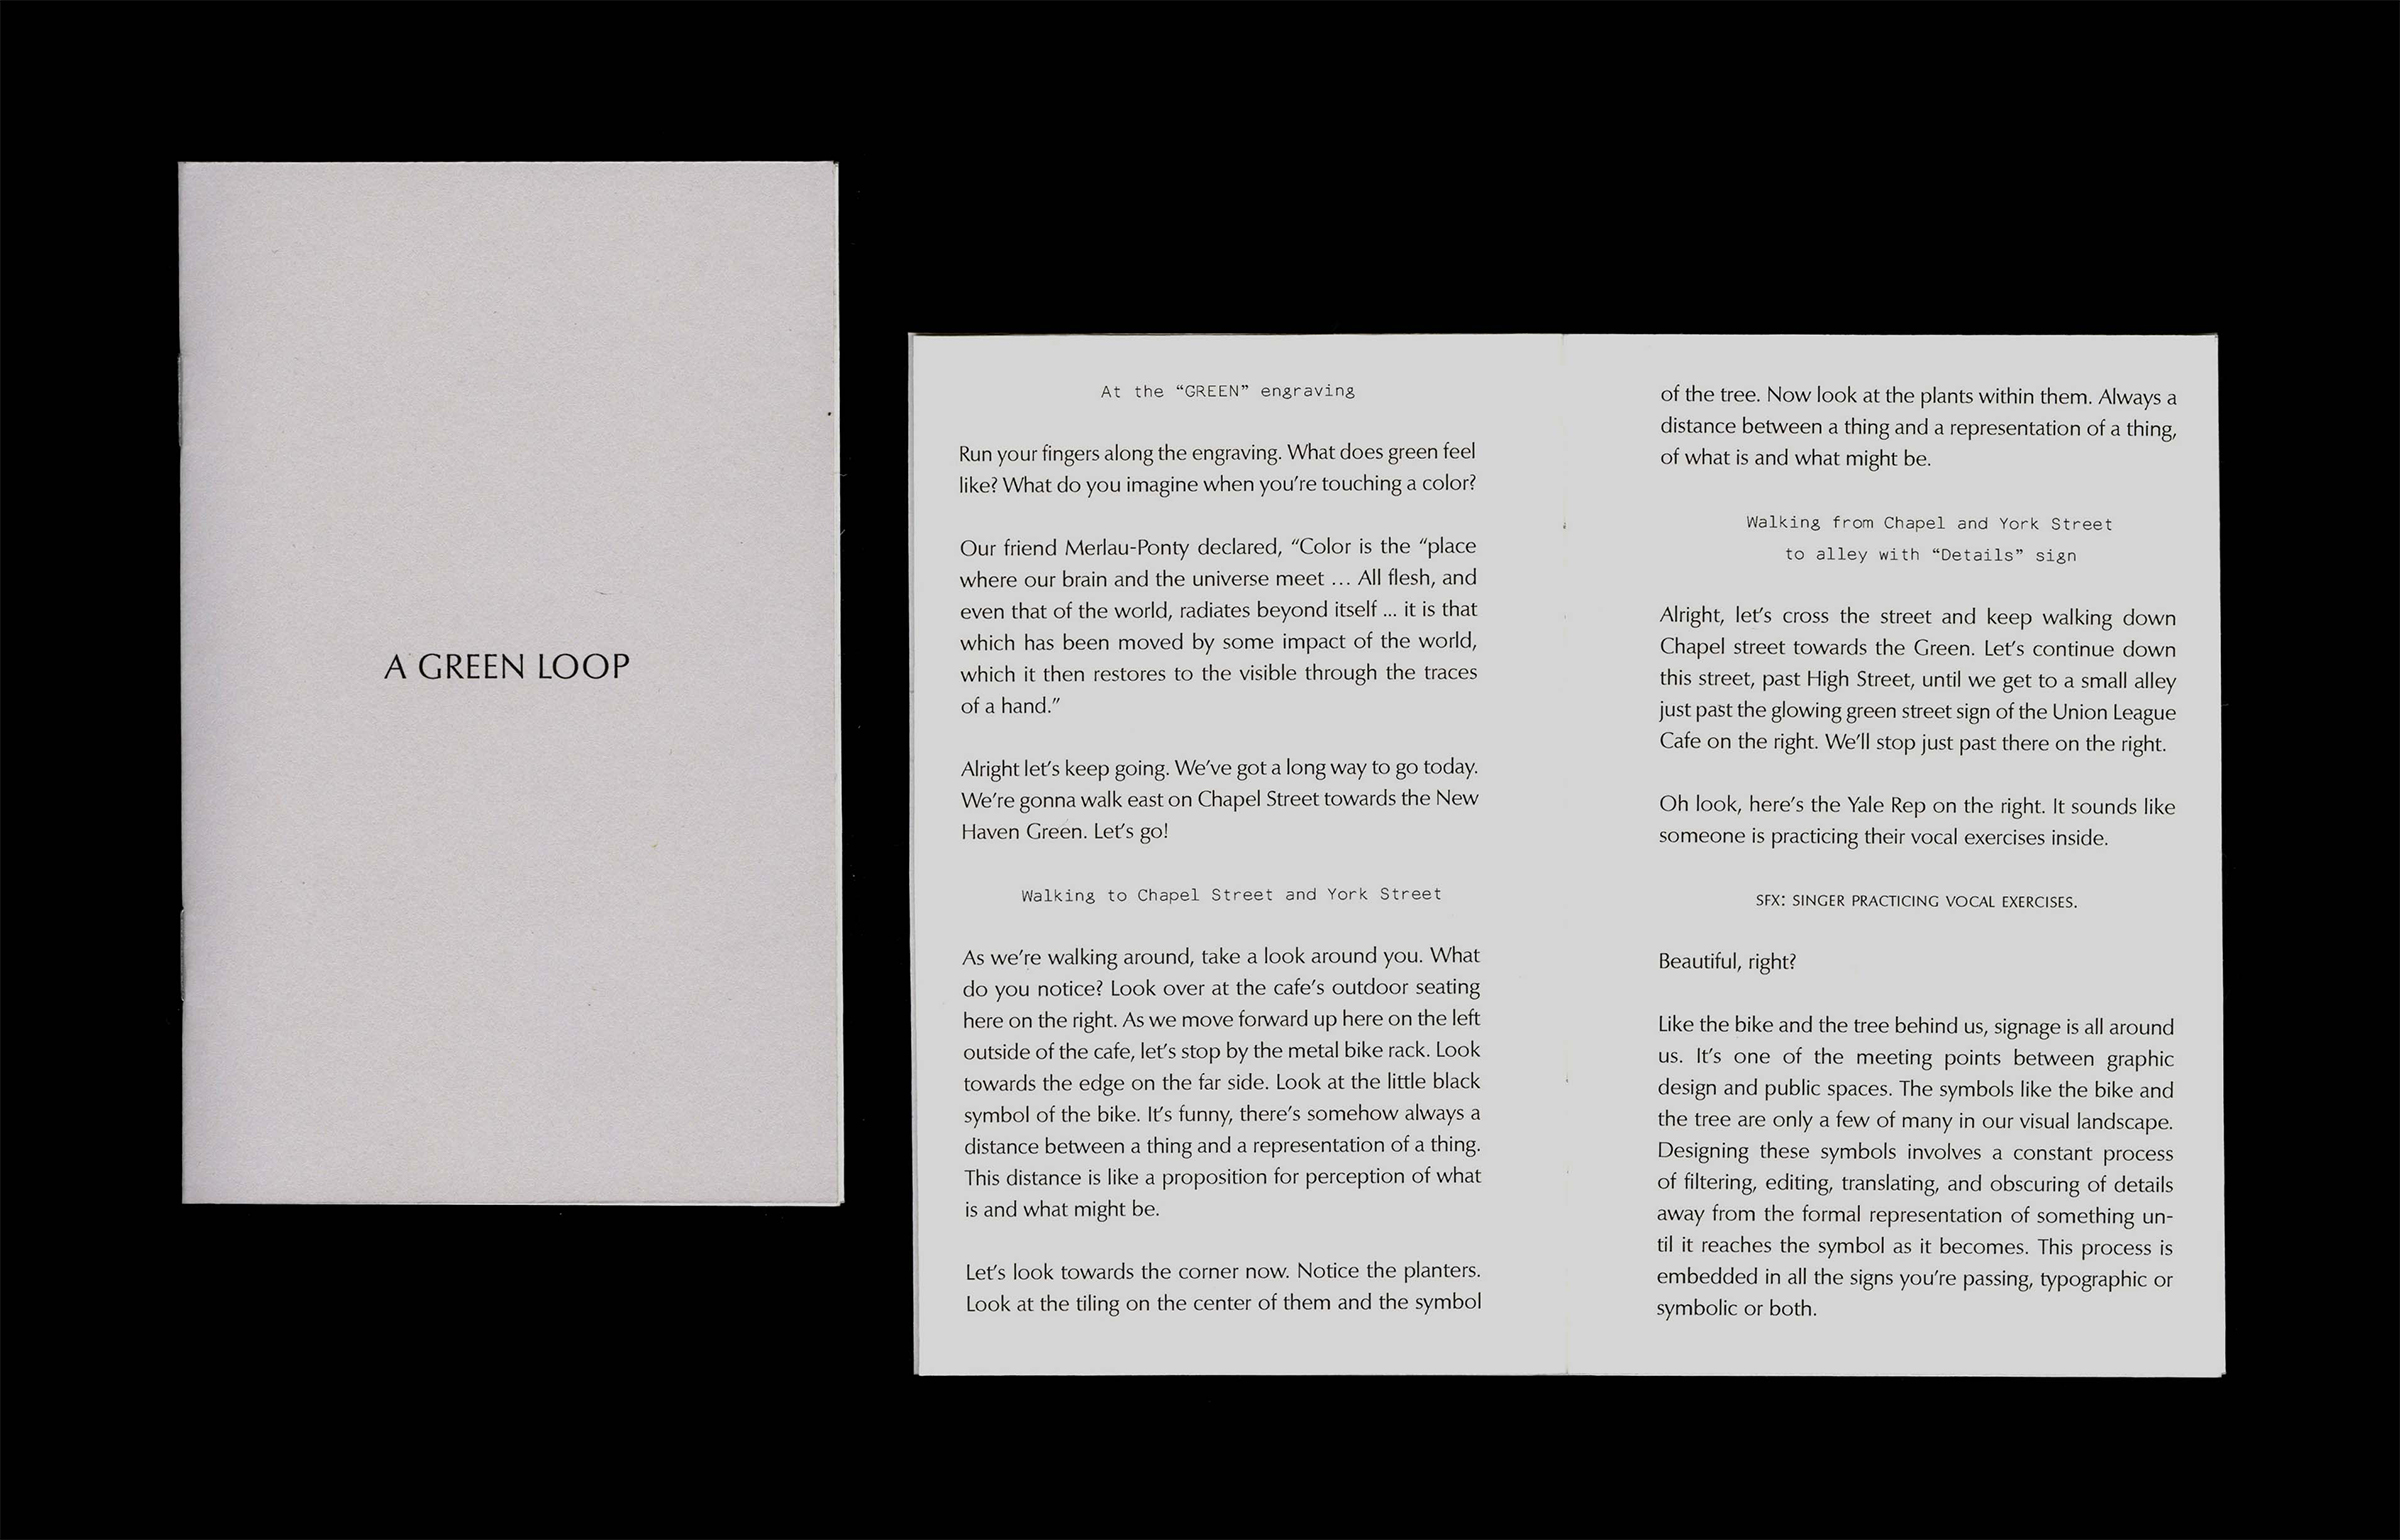 A GREEN LOOP
At the “GREEN” engraving
Run your fingers along the engraving. What does green feel
like? What do you imagine when you’re touching a color?
Our friend Merlau-Ponty declared, “Color is the “place
where our brain and the universe meet … All flesh, and
even that of the world, radiates beyond itself ... it is that
which has been moved by some impact of the world,
which it then restores to the visible through the traces
of a hand.”
Alright let’s keep going. We’ve got a long way to go today.
We’re gonna walk east on Chapel Street towards the New
Haven Green. Let’s go!
Walking to Chapel Street and York Street
As we’re walking around, take a look around you. What
do you notice? Look over at the cafe’s outdoor seating
here on the right. As we move forward up here on the left
outside of the cafe, let’s stop by the metal bike rack. Look
towards the edge on the far side. Look at the little black
symbol of the bike. It’s funny, there’s somehow always a
distance between a thing and a representation of a thing.
This distance is like a proposition for perception of what
is and what might be.
Let’s look towards the corner now. Notice the planters.
Look at the tiling on the center of them and the symbol
of the tree. Now look at the plants within them. Always a
distance between a thing and a representation of a thing,
of what is and what might be.
Walking from Chapel and York Street
to alley with “Details” sign
Alright, let’s cross the street and keep walking down
Chapel street towards the Green. Let’s continue down
this street, past High Street, until we get to a small alley
just past the glowing green street sign of the Union League
Cafe on the right. We’ll stop just past there on the right.
Oh look, here’s the Yale Rep on the right. It sounds like
someone is practicing their vocal exercises inside.
SFX: SINGER PRACTICING VOCAL EXERCISES.
Beautiful, right?
Like the bike and the tree behind us, signage is all around
us. It’s one of the meeting points between graphic
design and public spaces. The symbols like the bike and
the tree are only a few of many in our visual landscape.
Designing these symbols involves a constant process
of filtering, editing, translating, and obscuring of details
away from the formal representation of something un-
til it reaches the symbol as it becomes. This process is
embedded in all the signs you’re passing, typographic or
symbolic or both.